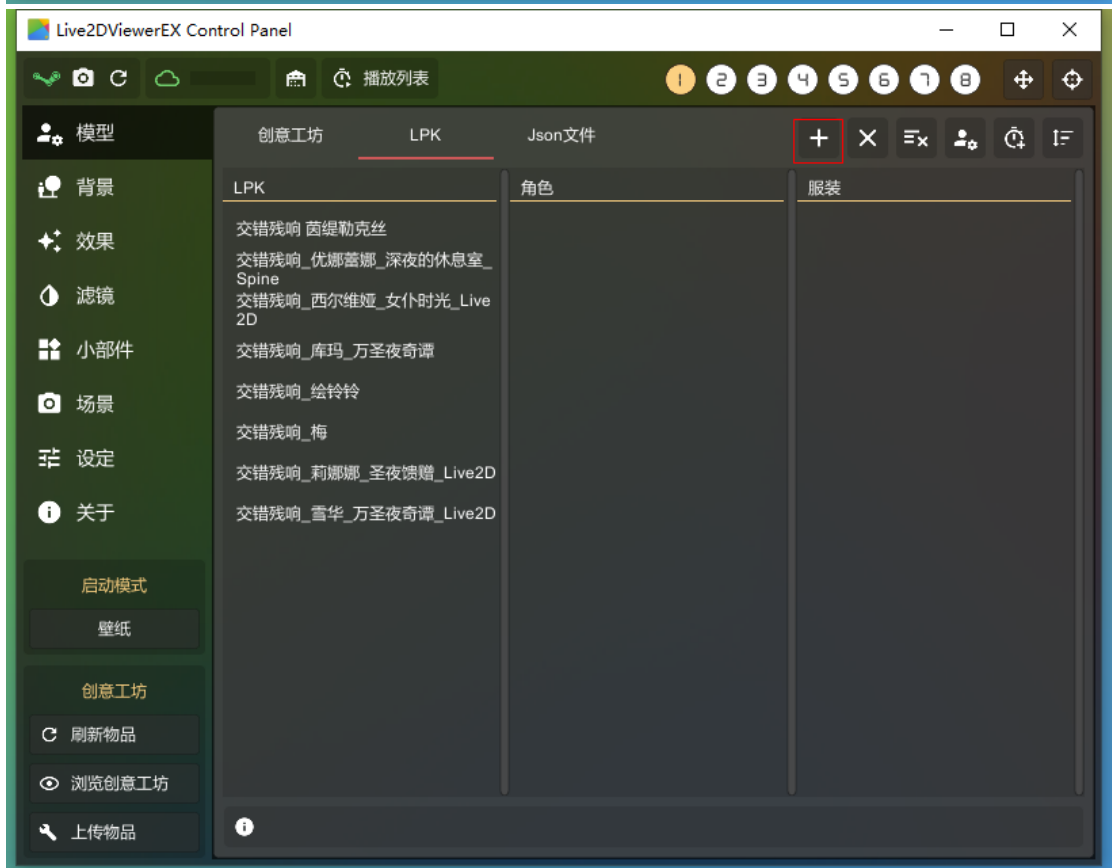 Live2DViewerEX Control Panel
播放列表
1 2 3 4 5 6 7 8
模型
创意工坊 LPK Json文件
背景
效果
滤镜
小部件
场景
设定
关于
启动模式
壁纸
创意工坊
刷新物品
浏览创意工坊
上传物品
LPK
交错残响 茵缇勒克丝
交错残响_优娜蕾娜_深夜的休息室_
Spine
交错残响_西尔维娅_女仆时光_Live
2D
交错残响_库玛_万圣夜奇谭
交错残响_绘铃铃
交错残响_梅
交错残响_莉娜娜_圣夜馈赠_Live2D
交错残响_雪华_万圣夜奇谭_Live2D
角色
服装